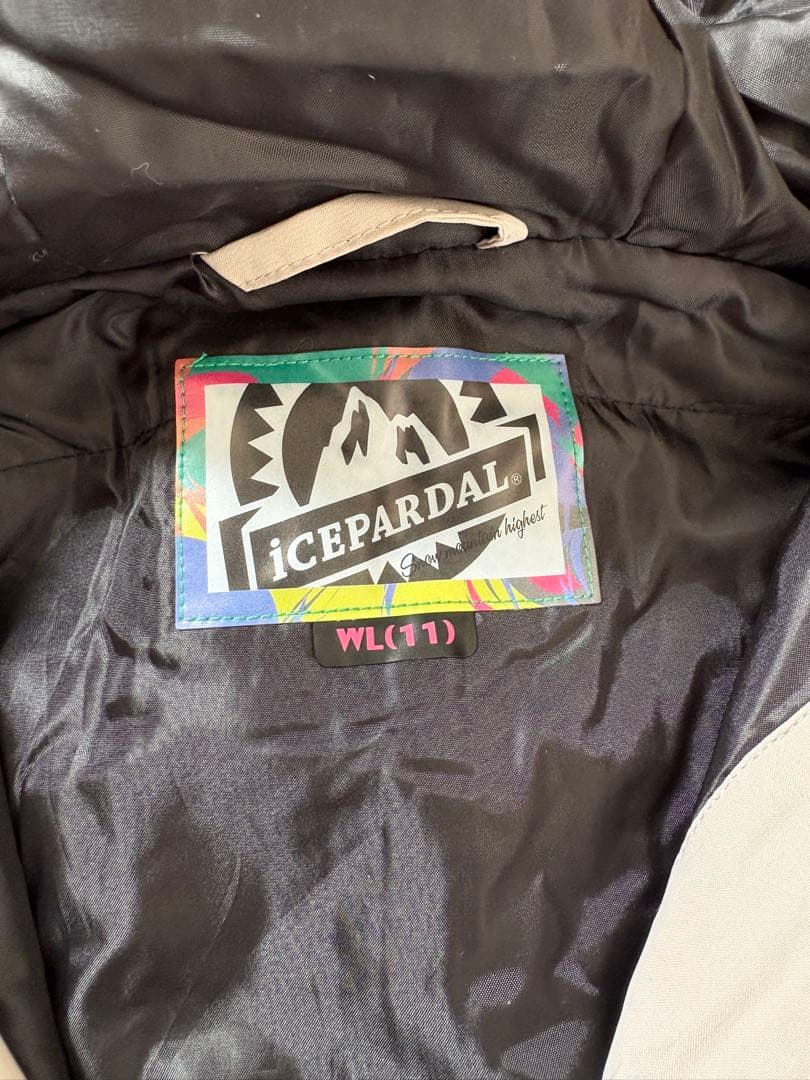 iCEPARDAL®
Snow mountain highest
WL(11)